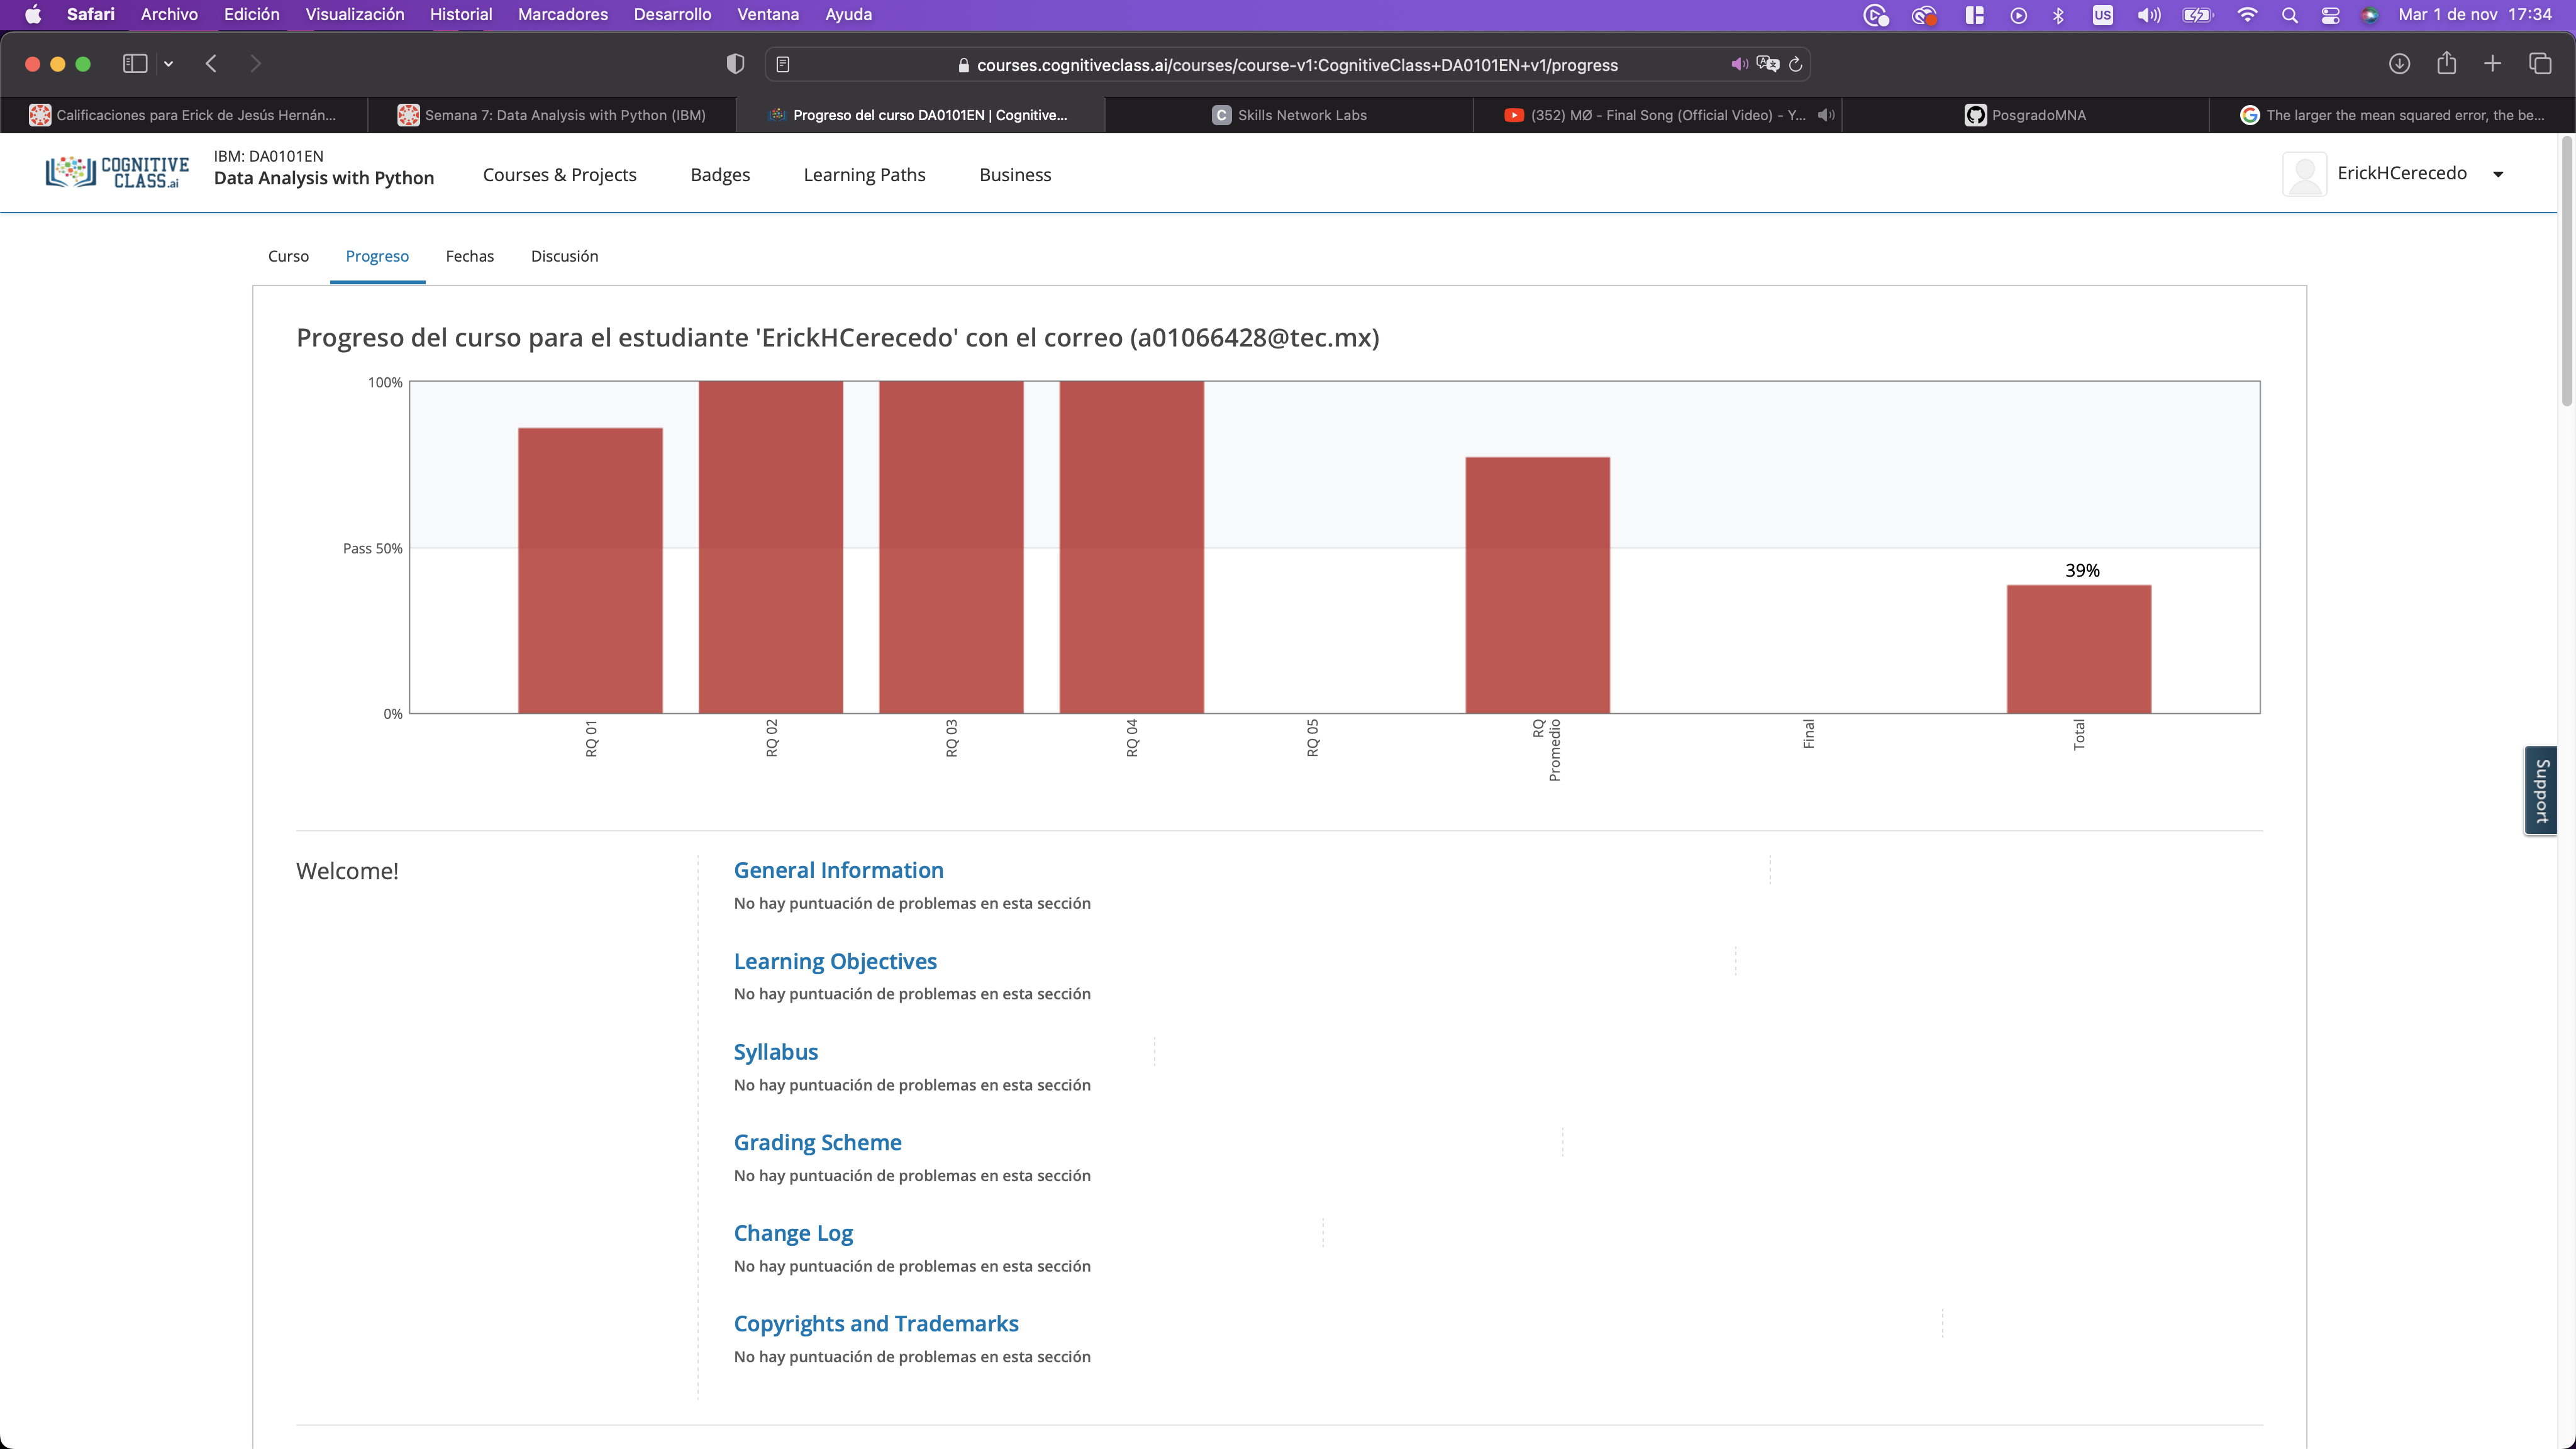 Safari Archivo Edición Visualización Historial Marcadores Desarrollo Ventana Ayuda US Mar 1 de nov 17:34
courses.cognitiveclass.ai/courses/course-v1:CognitiveClass+DA0101EN+v1/progress
Calificaciones para Erick de Jesús Hernán... Semana 7: Data Analysis with Python (IBM) Progreso del curso DA0101EN | Cognitive... C Skills Network Labs (352) MØ - Final Song (Official Video) - Y... PosgradoMNA The larger the mean squared error, the be...
COGNITIVE
CLASS.ai
IBM: DA0101EN
Data Analysis with Python
Courses & Projects Badges Learning Paths Business ErickHCerecedo
Curso Progreso Fechas Discusión
Progreso del curso para el estudiante 'ErickHCerecedo' con el correo (a01066428@tec.mx)
100%
Pass 50%
39%
0%
RQ 01
RQ 02
RQ 03
RQ 04
RQ 05
RQ
Promedio
Final
Total
Support
Welcome!
General Information
No hay puntuación de problemas en esta sección
Learning Objectives
No hay puntuación de problemas en esta sección
Syllabus
No hay puntuación de problemas en esta sección
Grading Scheme
No hay puntuación de problemas en esta sección
Change Log
No hay puntuación de problemas en esta sección
Copyrights and Trademarks
No hay puntuación de problemas en esta sección